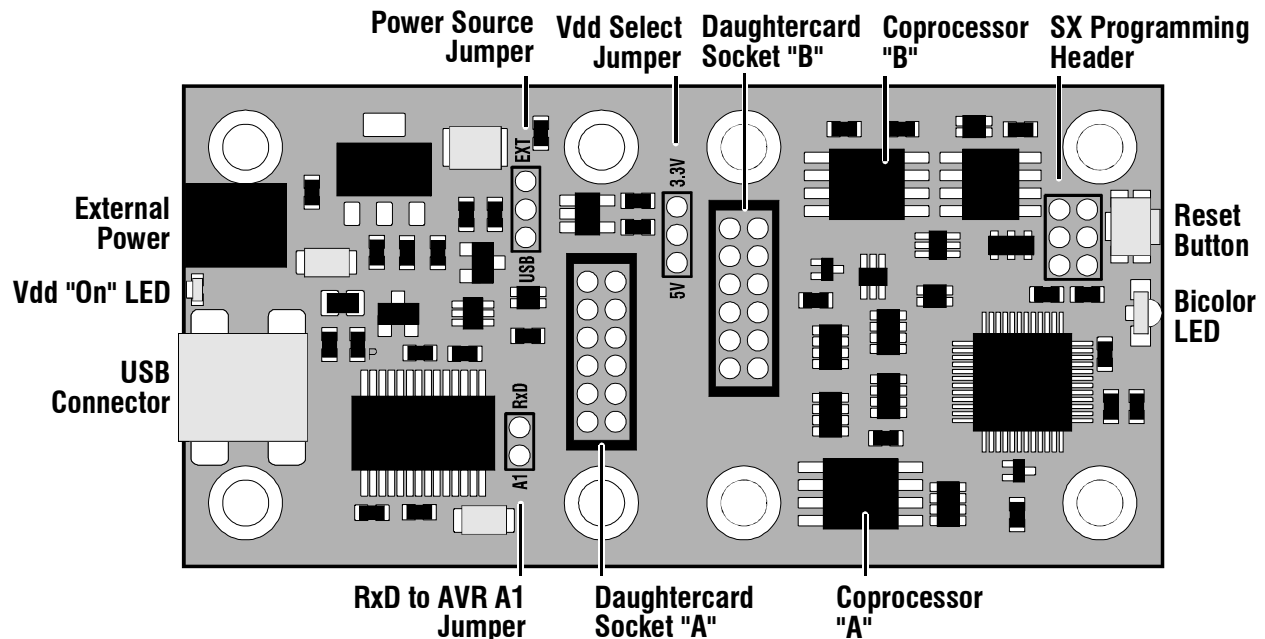 Power Source
Jumper
Vdd Select
Jumper
Daughtercard
Socket "B"
Coprocessor
"B"
SX Programming
Header
EXT
USB
3.3V
5V
External
Power
Vdd "On" LED
USB
Connector
Reset
Button
Bicolor
LED
P
RxD
A1
RxD to AVR A1
Jumper
Daughtercard
Socket "A"
Coprocessor
"A"